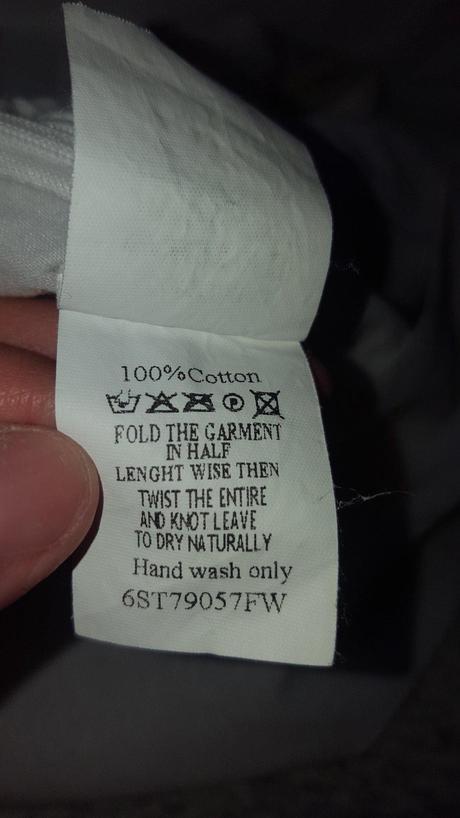 100%Cotton
P
FOLD THE GARMENT
IN HALF
LENGHT WISE THEN
TWIST THE ENTIRE
AND KNOT LEAVE
TO DRY NATURALLY
Hand wash only
6ST79057FW